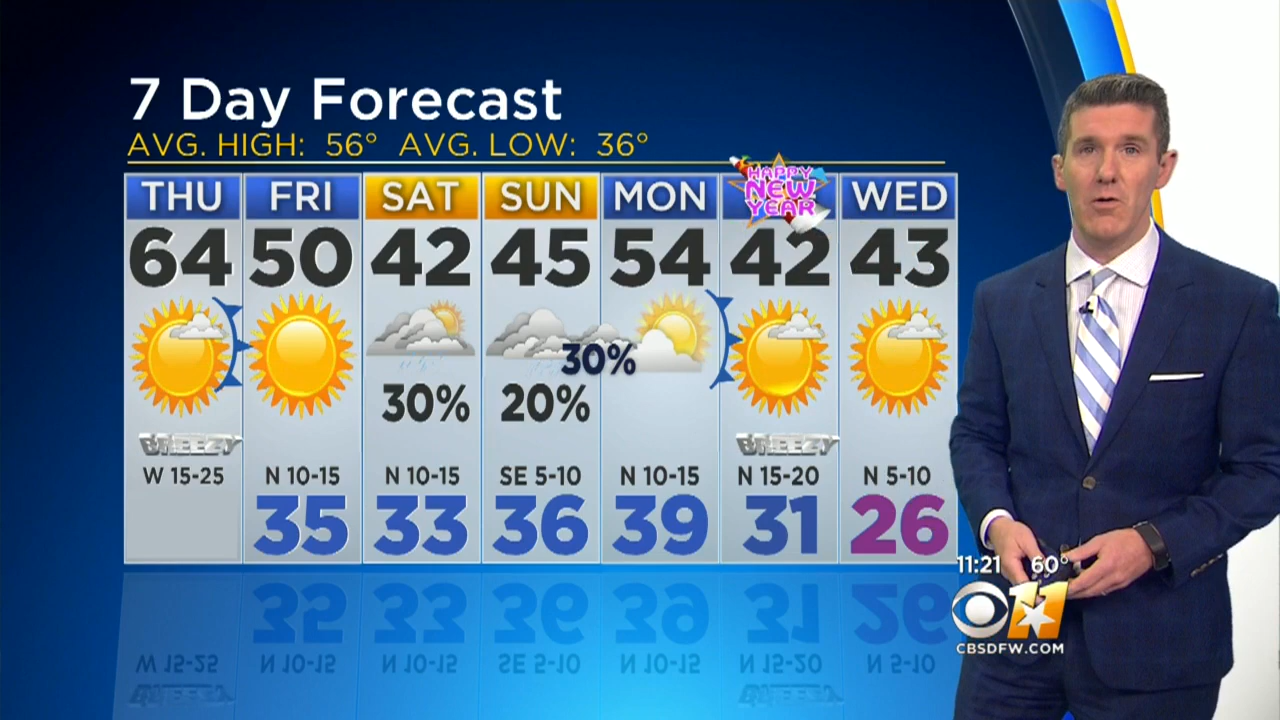 7 Day Forecast
AVG. HIGH: 56° AVG. LOW: 36°
THU FRI SAT SUN MON HAPPY NEW YEAR WED
64 50 42 45 54 42 43
30%
30% 20%
BREEZY BREEZY
W 15-25 N 10-15 N 10-15 SE 5-10 N 10-15 N 15-20 N 5-10
35 33 36 39 31 26
11:21 60°
11
CBSDFW.COM